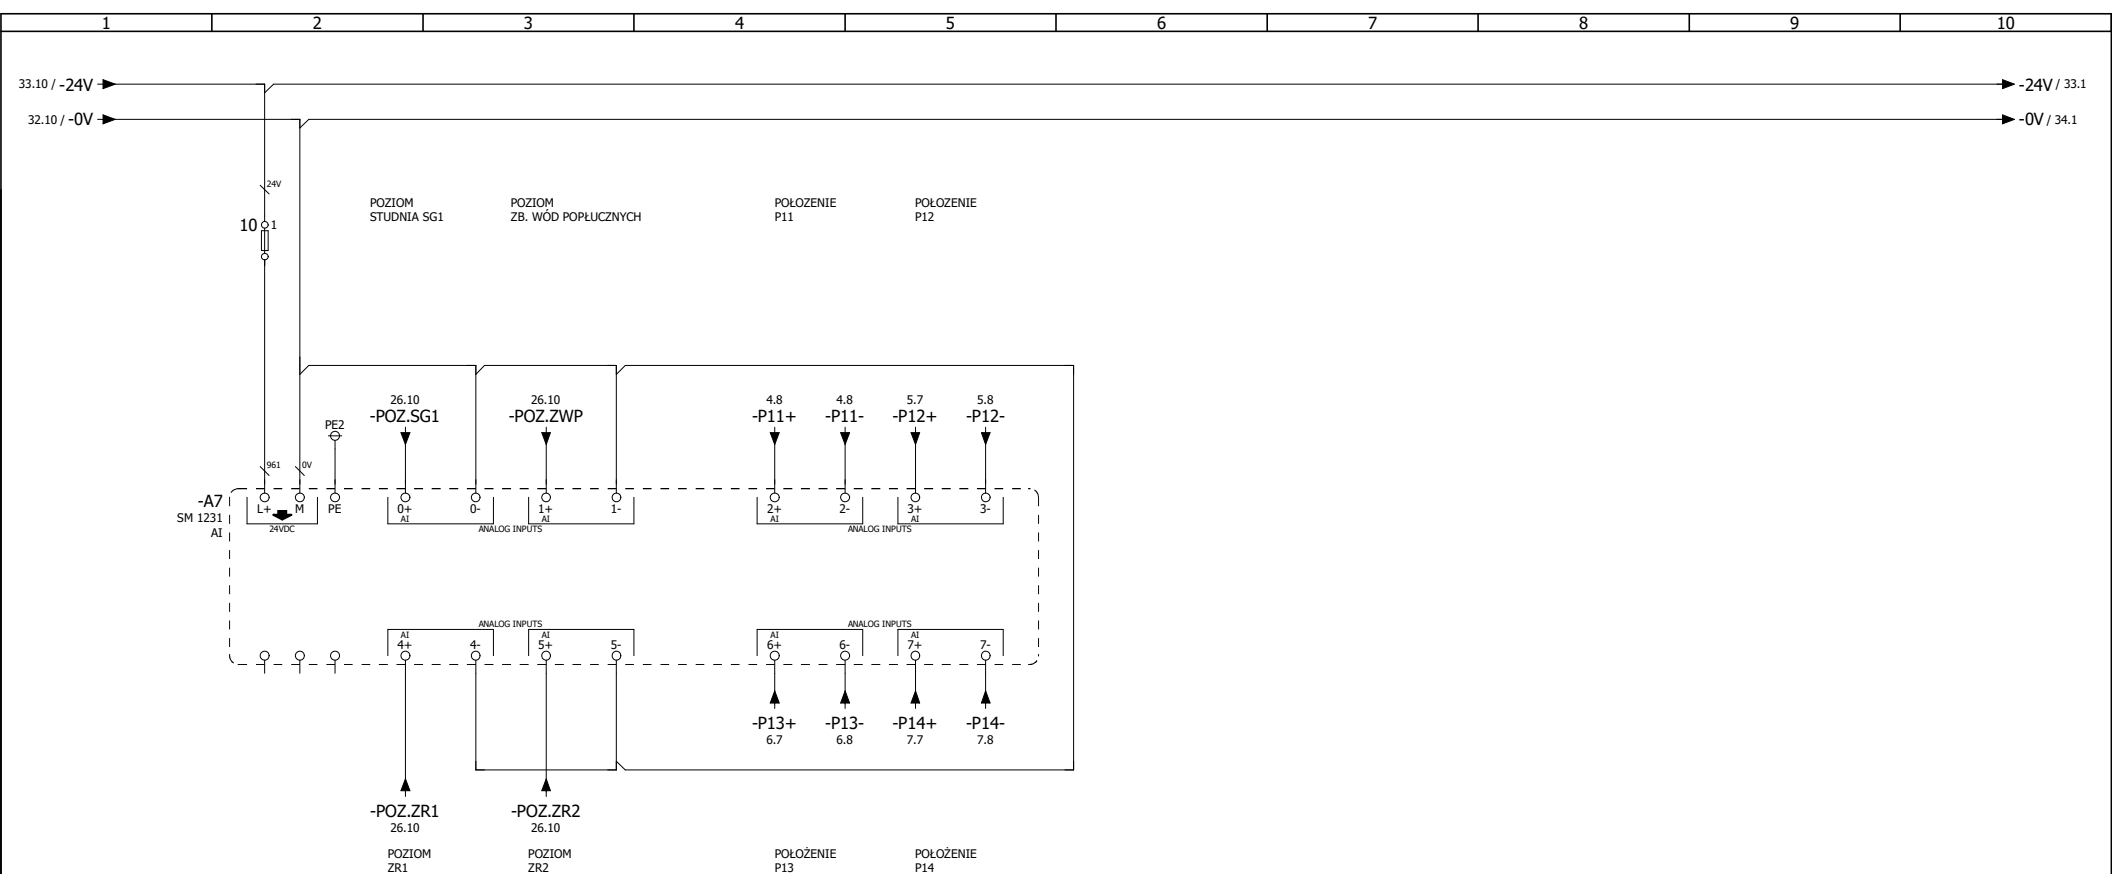 1 2 3 4 5 6 7 8 9 10
33.10 / -24V
-24V / 33.1
32.10 / -0V
-0V / 34.1
24V
10 1
POZIOM
STUDNIA SG1
POZIOM
ZB. WÓD POPŁUCZNYCH
POŁOZENIE
P11
POŁOZENIE
P12
26.10
-POZ.SG1
26.10
-POZ.ZWP
4.8
-P11+
4.8
-P11-
5.7
-P12+
5.8
-P12-
PE2
961
0V
-A7
SM 1231
AI
L+ M PE
24VDC
0+ 0- 1+ 1- 2+ 2- 3+ 3-
AI AI AI AI
ANALOG INPUTS ANALOG INPUTS
ANALOG INPUTS ANALOG INPUTS
AI AI AI AI
4+ 4- 5+ 5- 6+ 6- 7+ 7-
-P13+
6.7
-P13-
6.8
-P14+
7.7
-P14-
7.8
-POZ.ZR1
26.10
-POZ.ZR2
26.10
POZIOM
ZR1
POZIOM
ZR2
POŁOŻENIE
P13
POŁOŻENIE
P14